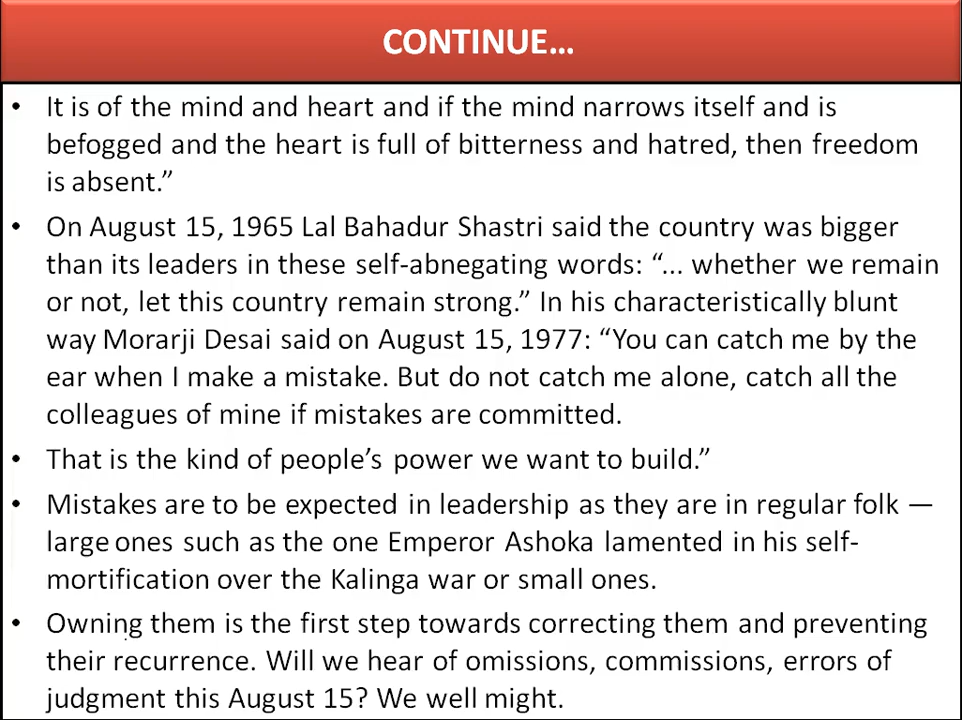 CONTINUE...
• It is of the mind and heart and if the mind narrows itself and is
befogged and the heart is full of bitterness and hatred, then freedom
is absent.”
• On August 15, 1965 Lal Bahadur Shastri said the country was bigger
than its leaders in these self-abnegating words: “... whether we remain
or not, let this country remain strong.” In his characteristically blunt
way Morarji Desai said on August 15, 1977: “You can catch me by the
ear when I make a mistake. But do not catch me alone, catch all the
colleagues of mine if mistakes are committed.
• That is the kind of people’s power we want to build.”
• Mistakes are to be expected in leadership as they are in regular folk —
large ones such as the one Emperor Ashoka lamented in his self-
mortification over the Kalinga war or small ones.
• Owning them is the first step towards correcting them and preventing
their recurrence. Will we hear of omissions, commissions, errors of
judgment this August 15? We well might.